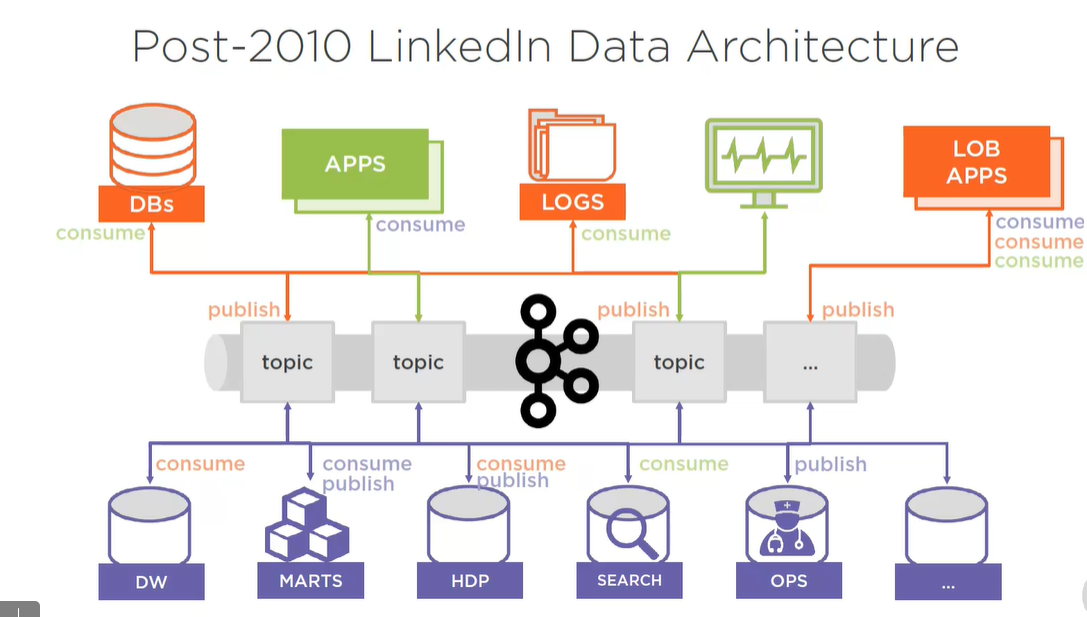 Post-2010 LinkedIn Data Architecture
DBs
APPS
LOGS
LOB
APPS
consume
consume
consume
consume
consume
consume
publish
publish
publish
topic
topic
topic
...
consume
consume
publish
consume
publish
consume
publish
DW
MARTS
HDP
SEARCH
OPS
...